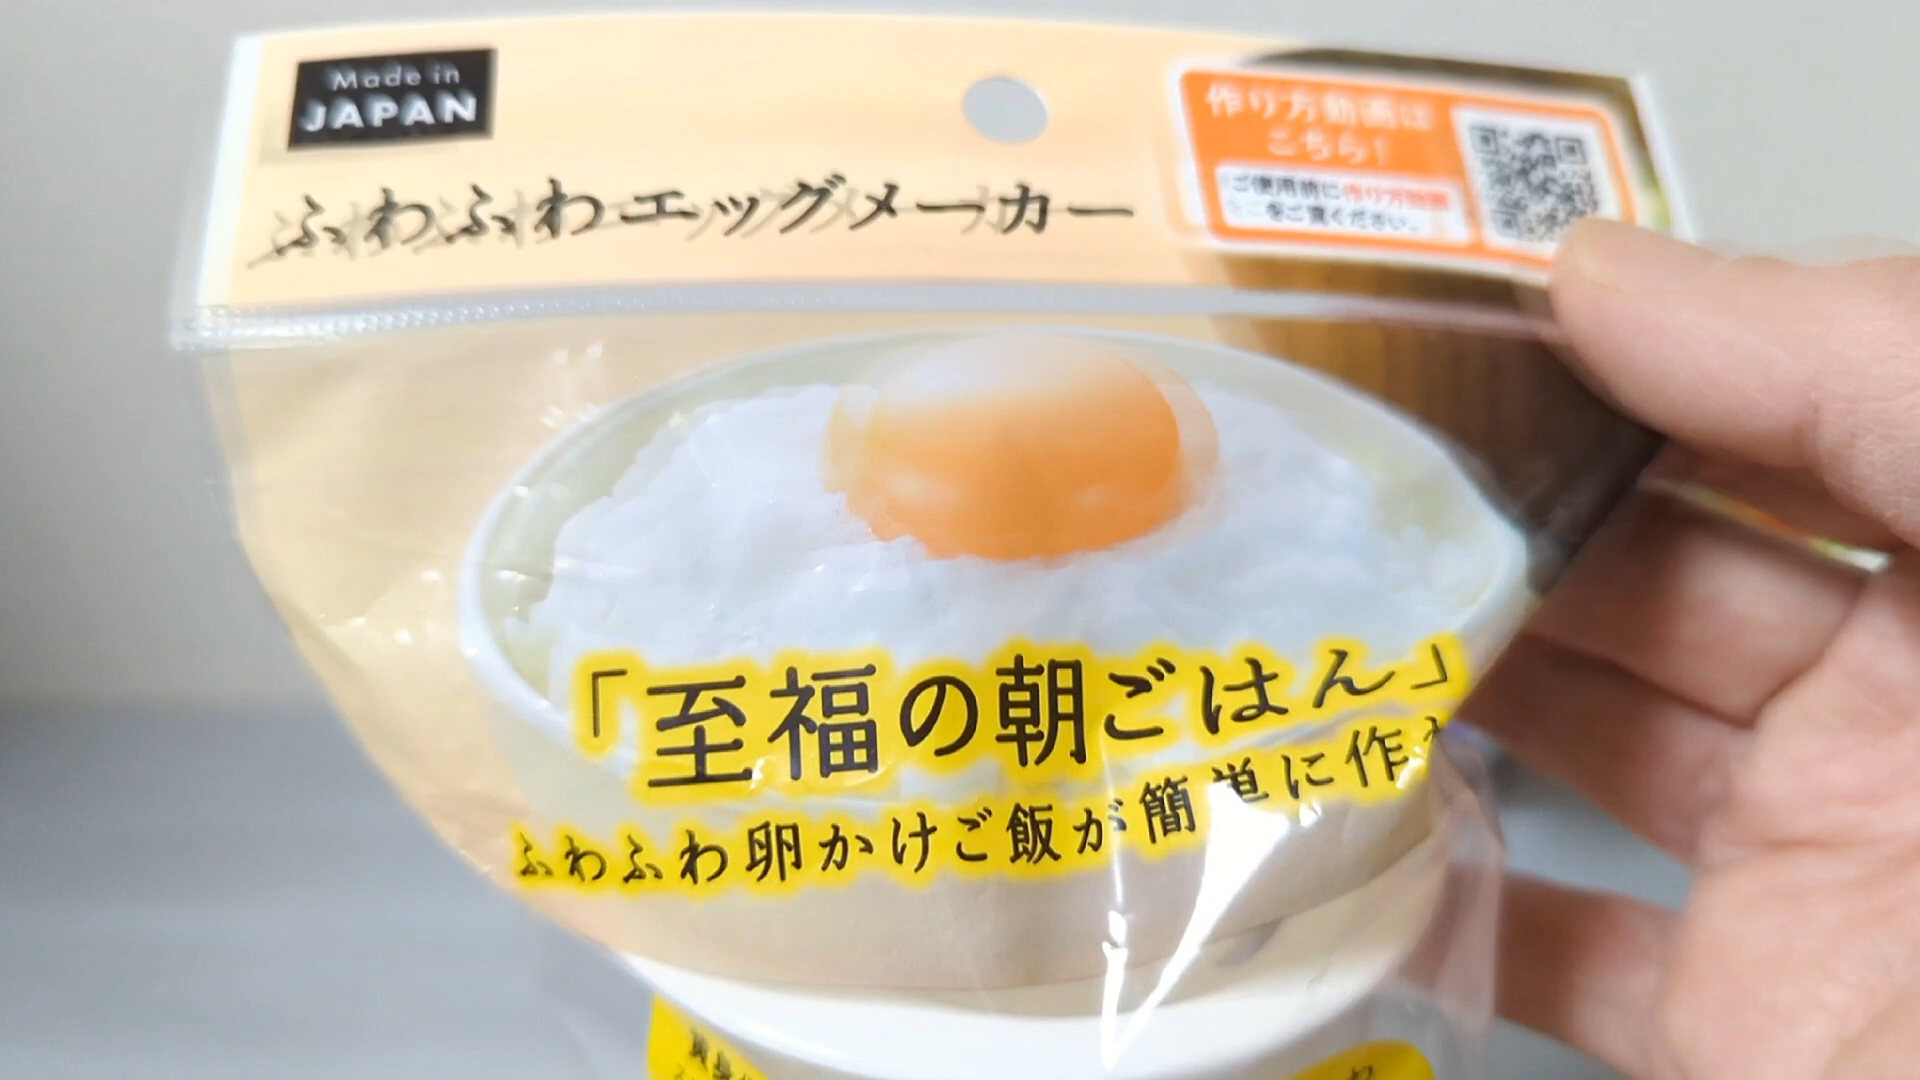 Made in
JAPAN
作り方動画は
こちら！
ご使用前に作り方動画
をご覧ください。
ふわふわエッグメーカー
「至福の朝ごはん」
ふわふわ卵かけご飯が簡単に作